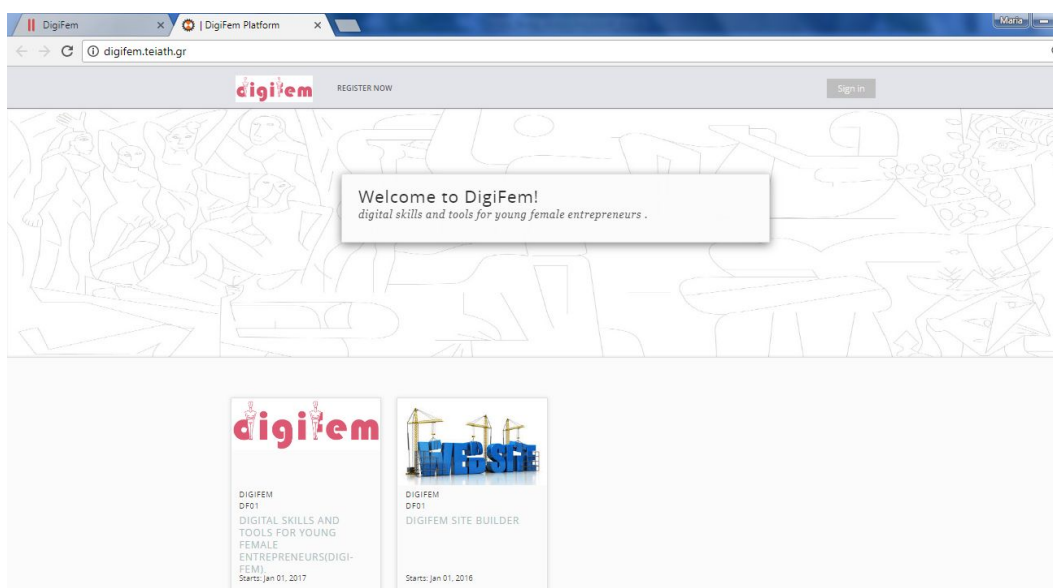 DigiFem
| DigiFem Platform
Maria
digifem.teiath.gr
digifem
REGISTER NOW
Sign in
Welcome to DigiFem!
digital skills and tools for young female entrepreneurs .
digifem
DIGIFEM
DF01
DIGITAL SKILLS AND
TOOLS FOR YOUNG
FEMALE
ENTREPRENEURS(DIGI-
FEM).
Starts: Jan 01, 2017
WEBSITE
DIGIFEM
DF01
DIGIFEM SITE BUILDER
Starts: Jan 01, 2016